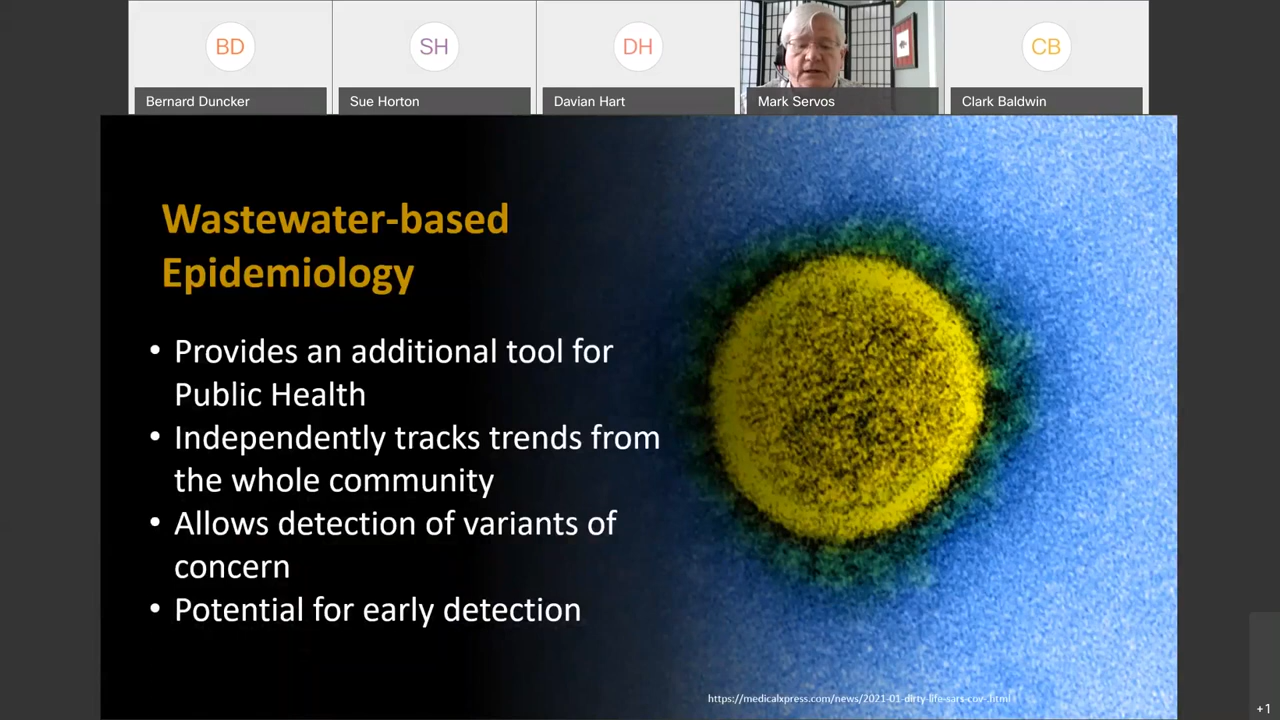 BD
SH
DH
CB
Bernard Duncker
Sue Horton
Davian Hart
Mark Servos
Clark Baldwin
Wastewater-based
Epidemiology
• Provides an additional tool for
Public Health
• Independently tracks trends from
the whole community
• Allows detection of variants of
concern
• Potential for early detection
https://medicalxpress.com/news/2021-01-dirty-life-sars-cov-.html
+1